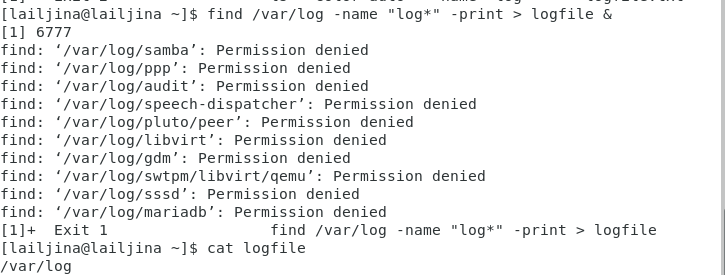 [lailjina@lailjina ~]$ find /var/log -name "log*" -print > logfile &
[1] 6777
find: ‘/var/log/samba’: Permission denied
find: ‘/var/log/ppp’: Permission denied
find: ‘/var/log/audit’: Permission denied
find: ‘/var/log/speech-dispatcher’: Permission denied
find: ‘/var/log/pluto/peer’: Permission denied
find: ‘/var/log/libvirt’: Permission denied
find: ‘/var/log/gdm’: Permission denied
find: ‘/var/log/swtpm/libvirt/qemu’: Permission denied
find: ‘/var/log/sssd’: Permission denied
find: ‘/var/log/mariadb’: Permission denied
[1]+  Exit 1                  find /var/log -name "log*" -print > logfile
[lailjina@lailjina ~]$ cat logfile
/var/log